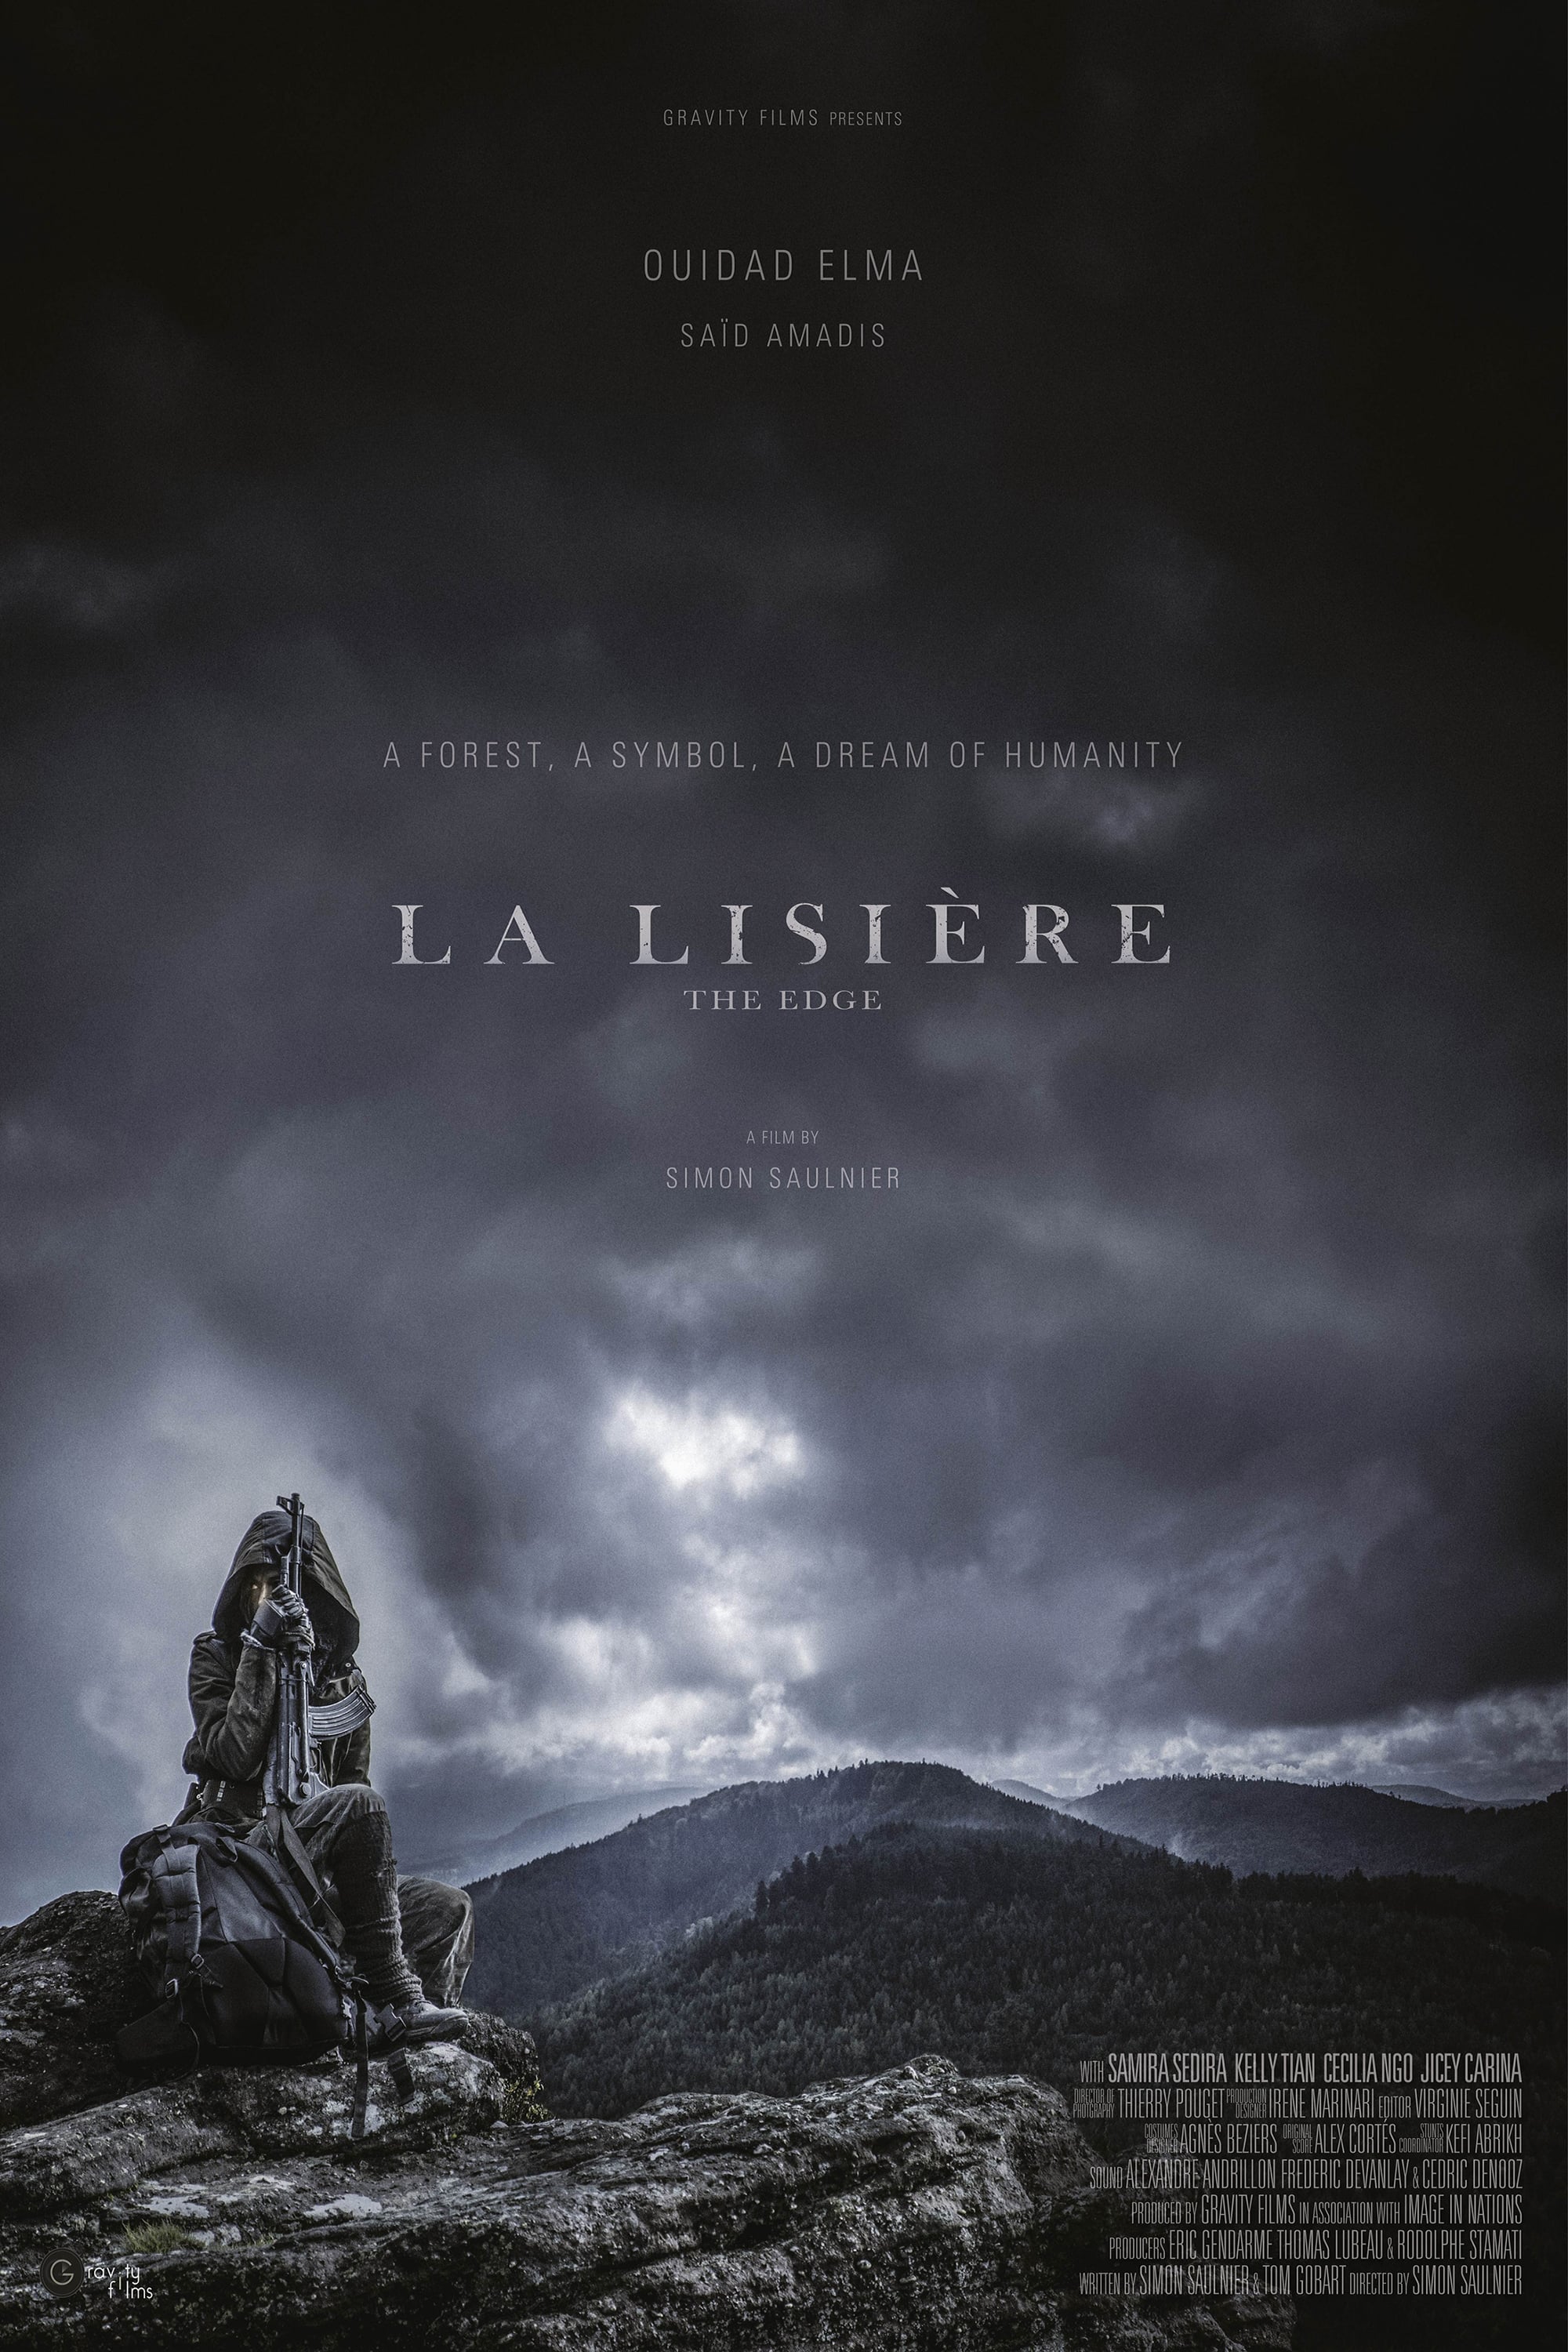 GRAVITY FILMS PRESENTS
OUIDAD ELMA
SAÏD AMADIS
A FOREST, A SYMBOL, A DREAM OF HUMANITY
LA LISIÈRE
THE EDGE
A FILM BY
SIMON SAULNIER
WITH SAMIRA SEDIRA KELLY TIAN CECILIA NGO JICEY CARINA
DIRECTOR OF PHOTOGRAPHY THIERRY POUGET PRODUCTION DESIGNER IRENE MARINARI EDITOR VIRGINIE SEGUIN
COSTUMES DESIGNER AGNES BEZIERS ORIGINAL SCORE ALEX CORTÉS STUNTS COORDINATOR KEFI ABRIKH
SOUND ALEXANDRE ANDRILLON FREDERIC DEVANLAY & CEDRIC DENOOZ
PRODUCED BY GRAVITY FILMS IN ASSOCIATION WITH IMAGE IN NATIONS
PRODUCERS ERIC GENDARME THOMAS LUBEAU & RODOLPHE STAMATI
WRITTEN BY SIMON SAULNIER & TOM GOBART DIRECTED BY SIMON SAULNIER
Gravity
films